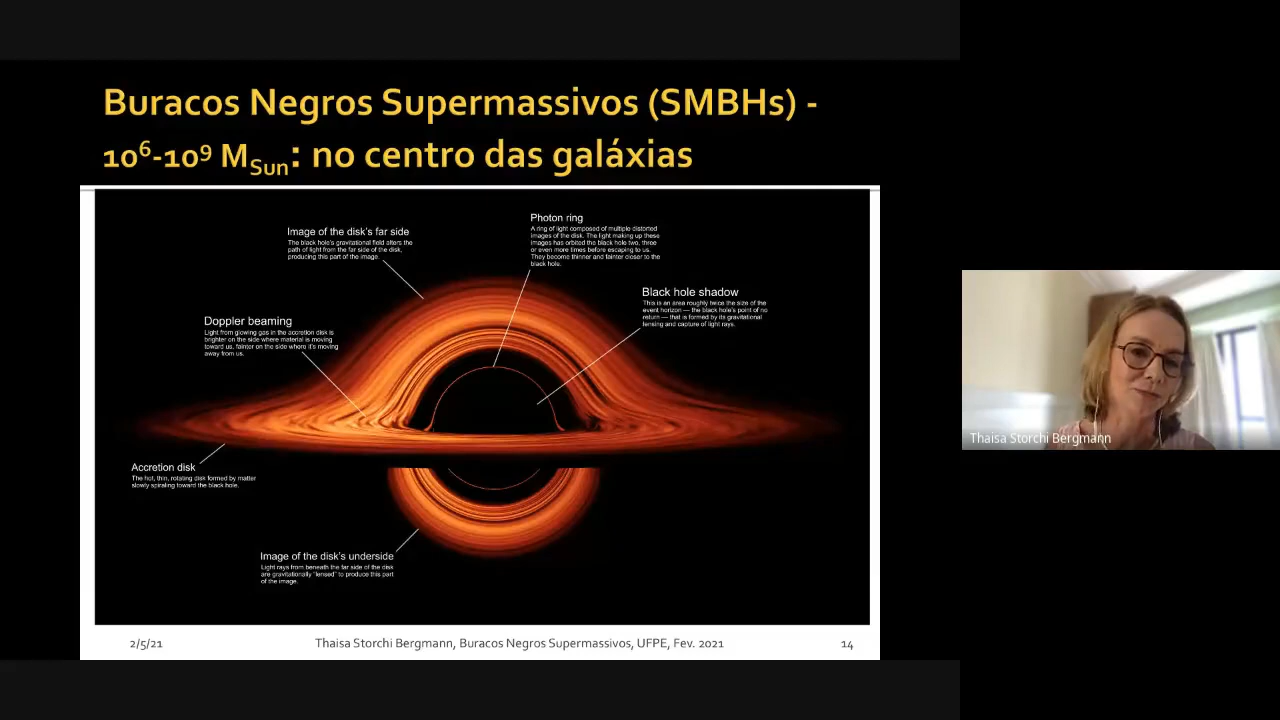 Buracos Negros Supermassivos (SMBHs) -
10⁶-10⁹ M_Sun: no centro das galáxias
Image of the disk's far side
The black hole's gravitational field alters the
path of light from the far side of the disk,
producing this part of the image.
Photon ring
A ring of light composed of multiple distorted
images of the disk. The light making up these
images has orbited the black hole two, three
or even more times before escaping to us.
They become thinner and fainter closer to the
black hole.
Black hole shadow
This is an area roughly twice the size of the
event horizon — the black hole's point of no
return — that is formed by its gravitational
lensing and capture of light rays.
Doppler beaming
Light from glowing gas in the accretion disk is
brighter on the side where material is moving
toward us, fainter on the side where it's moving
away from us.
Accretion disk
The hot, thin, rotating disk formed by matter
slowly spiraling toward the black hole.
Image of the disk's underside
Light rays from beneath the far side of the disk
are gravitationally "lensed" to produce this part
of the image.
2/5/21
Thaisa Storchi Bergmann, Buracos Negros Supermassivos, UFPE, Fev. 2021
14
Thaisa Storchi Bergmann